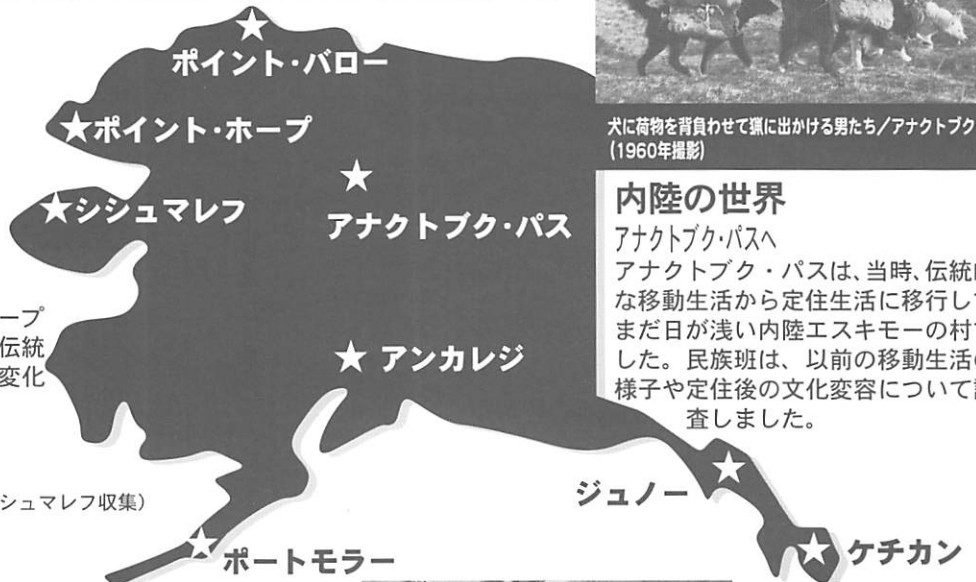 ポイント・バロー
ポイント・ホープ
シシュマレフ
アナクトブク・パス
アンカレジ
ジュノー
ケチカン
ポートモラー
ープ
伝統
変化
シュマレフ収集）
犬に荷物を背負わせて猟に出かける男たち／アナクトブク
(1960年撮影)
内陸の世界
アナクトブク・パスへ
アナクトブク・パスは、当時、伝統
な移動生活から定住生活に移行し
まだ日が浅い内陸エスキモーの村
した。民族班は、以前の移動生活
様子や定住後の文化変容について
査しました。